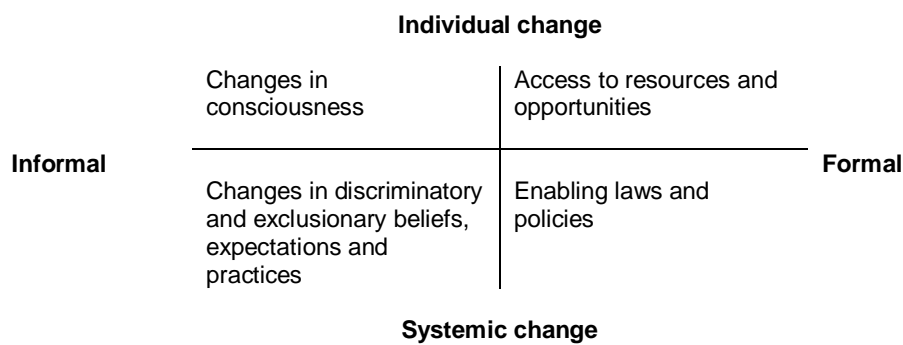 Individual change
Changes in
consciousness
Access to resources and
opportunities
Informal
Formal
Changes in discriminatory
and exclusionary beliefs,
expectations and
practices
Enabling laws and
policies
Systemic change